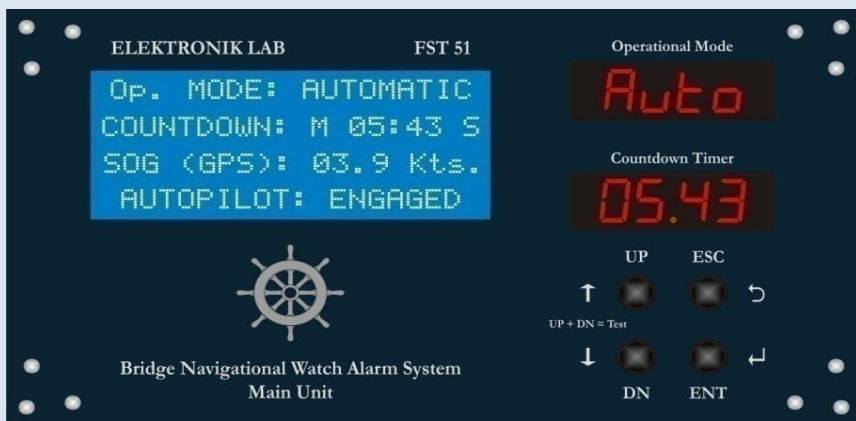 ELEKTRONIK LAB FST 51
Op. MODE: AUTOMATIC
COUNTDOWN: M 05:43 S
SOG (GPS): 03.9 Kts.
AUTOPILOT: ENGAGED
Bridge Navigational Watch Alarm System
Main Unit
Operational Mode
Auto
Countdown Timer
05.43
UP ESC
UP + DN = Test
DN ENT